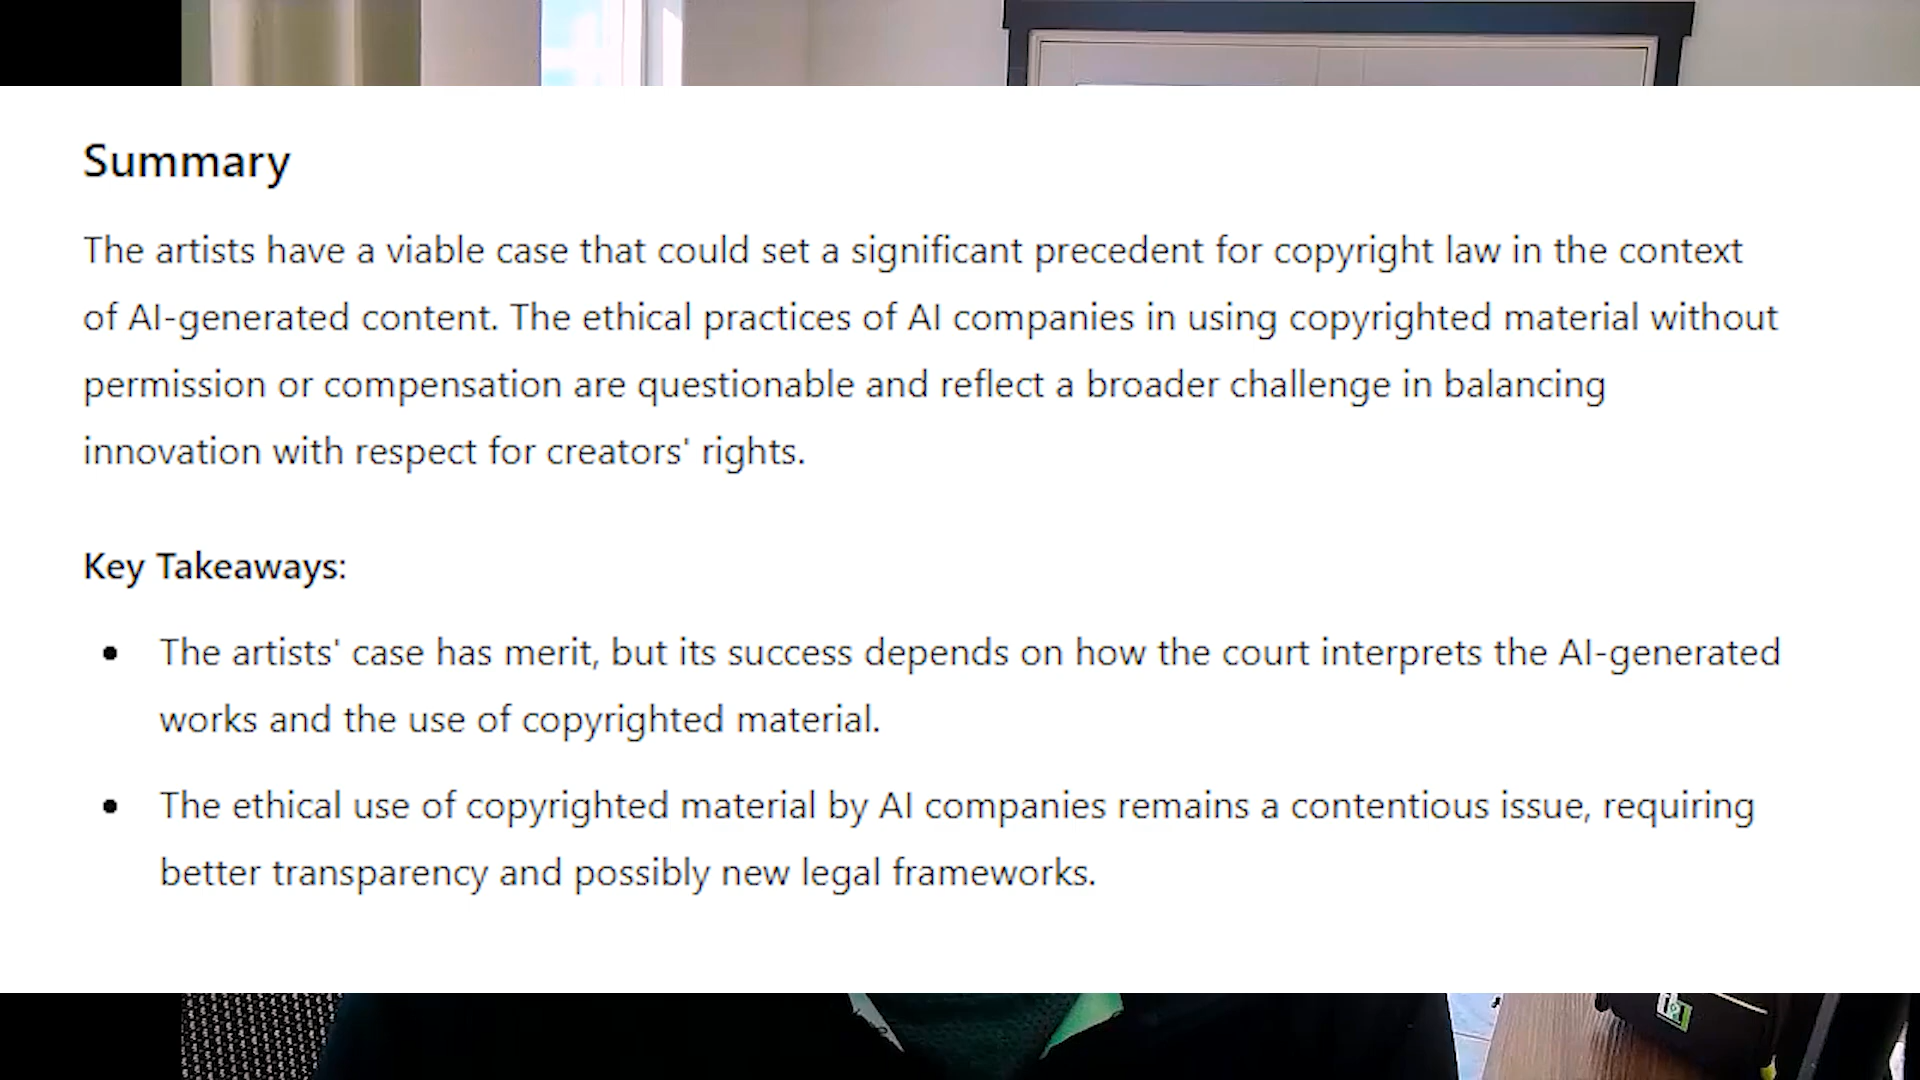 Summary
The artists have a viable case that could set a significant precedent for copyright law in the context
of AI-generated content. The ethical practices of AI companies in using copyrighted material without
permission or compensation are questionable and reflect a broader challenge in balancing
innovation with respect for creators' rights.
Key Takeaways:
The artists' case has merit, but its success depends on how the court interprets the AI-generated
works and the use of copyrighted material.
The ethical use of copyrighted material by AI companies remains a contentious issue, requiring
better transparency and possibly new legal frameworks.